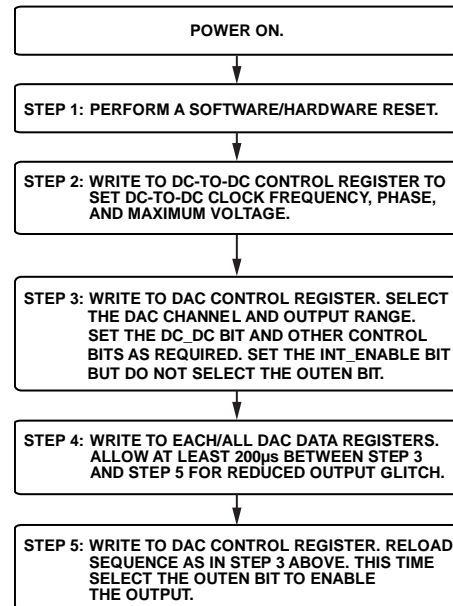 POWER ON.
STEP 1: PERFORM A SOFTWARE/HARDWARE RESET.
STEP 2: WRITE TO DC-TO-DC CONTROL REGISTER TO
SET DC-TO-DC CLOCK FREQUENCY, PHASE,
AND MAXIMUM VOLTAGE.
STEP 3: WRITE TO DAC CONTROL REGISTER. SELECT
THE DAC CHANNEL AND OUTPUT RANGE.
SET THE DC_DC BIT AND OTHER CONTROL
BITS AS REQUIRED. SET THE INT_ENABLE BIT
BUT DO NOT SELECT THE OUTEN BIT.
STEP 4: WRITE TO EACH/ALL DAC DATA REGISTERS.
ALLOW AT LEAST 200µs BETWEEN STEP 3
AND STEP 5 FOR REDUCED OUTPUT GLITCH.
STEP 5: WRITE TO DAC CONTROL REGISTER. RELOAD
SEQUENCE AS IN STEP 3 ABOVE. THIS TIME
SELECT THE OUTEN BIT TO ENABLE
THE OUTPUT.